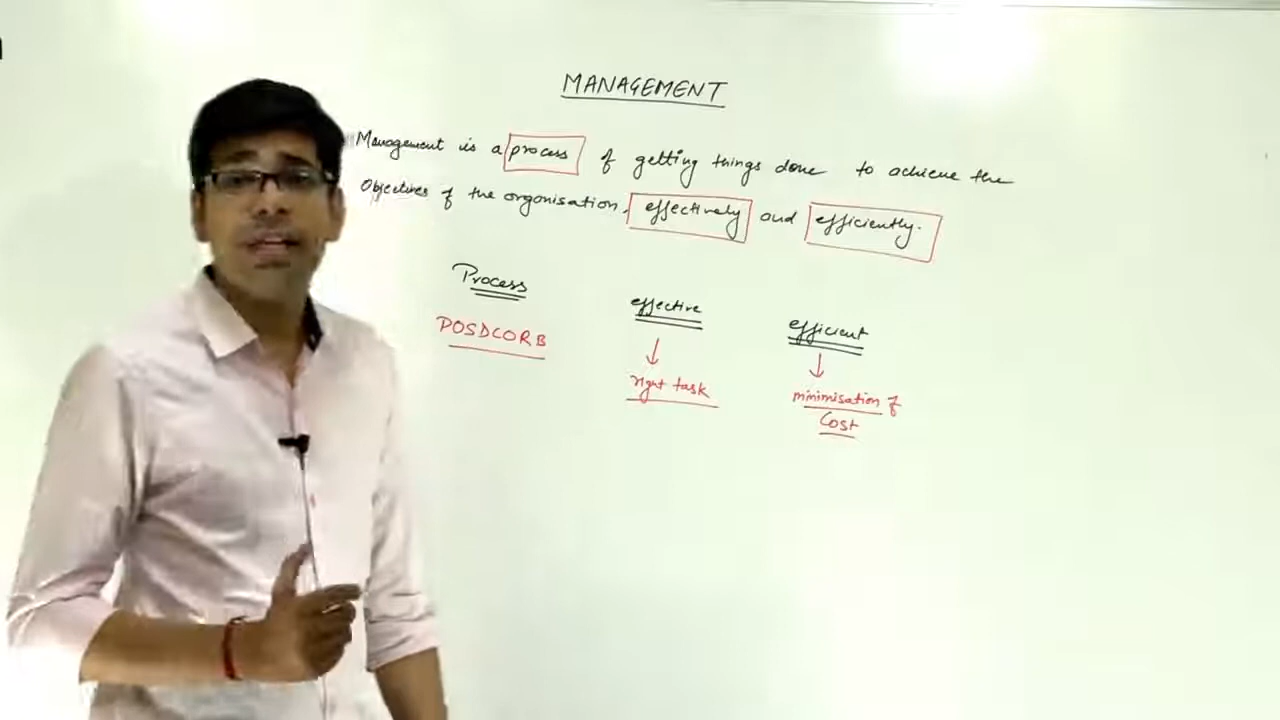 MANAGEMENT
Management is a process of getting things done to achieve the
Objectives of the organisation, effectively and efficiently.
Process
effective
efficient
POSDCORB
right task
minimisation of
Cost